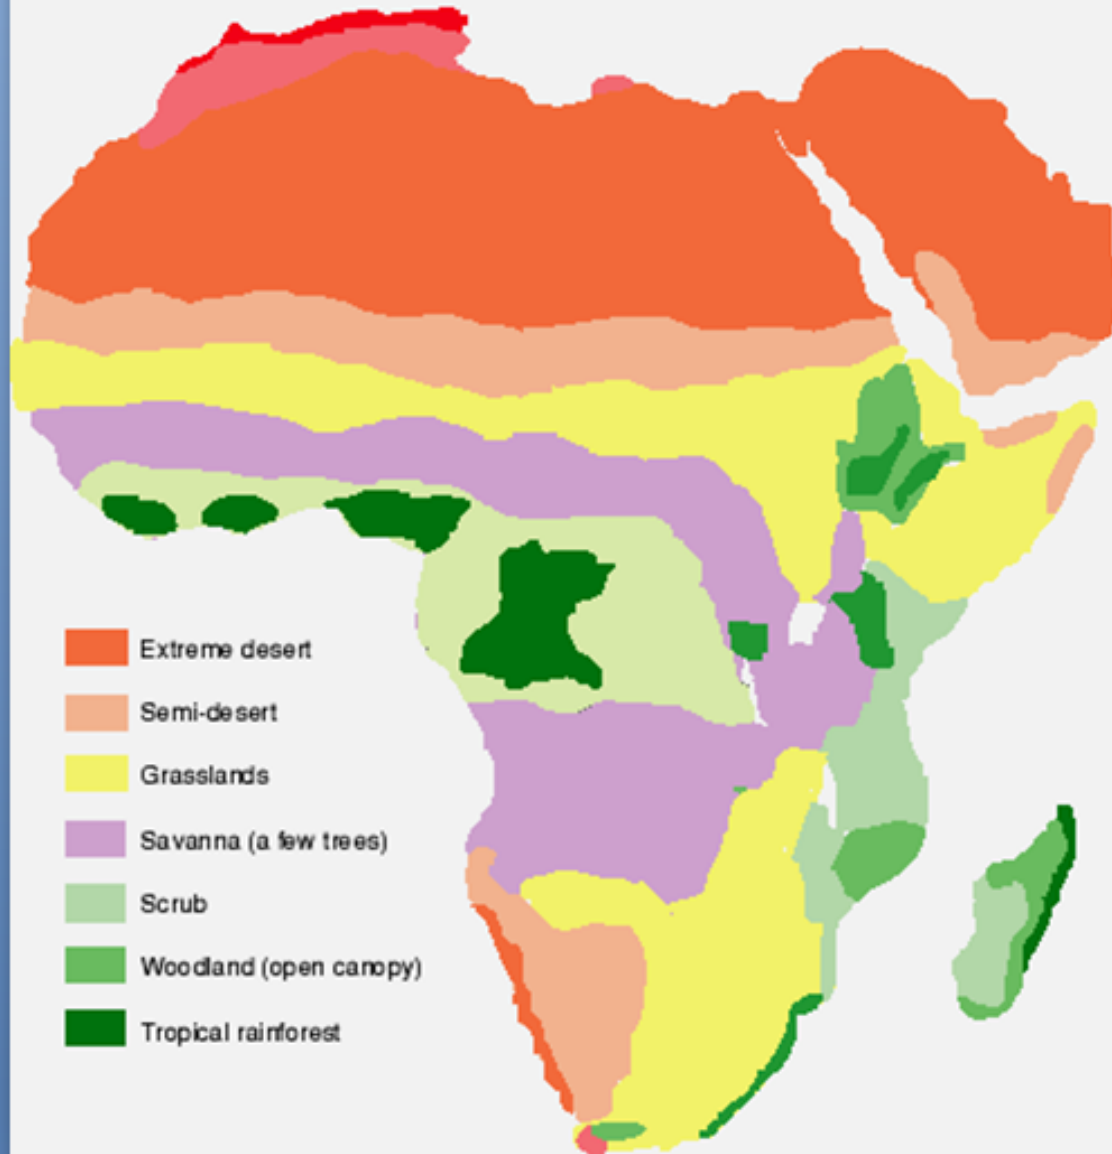 Extreme desert
Semi-desert
Grasslands
Savanna (a few trees)
Scrub
Woodland (open canopy)
Tropical rainforest